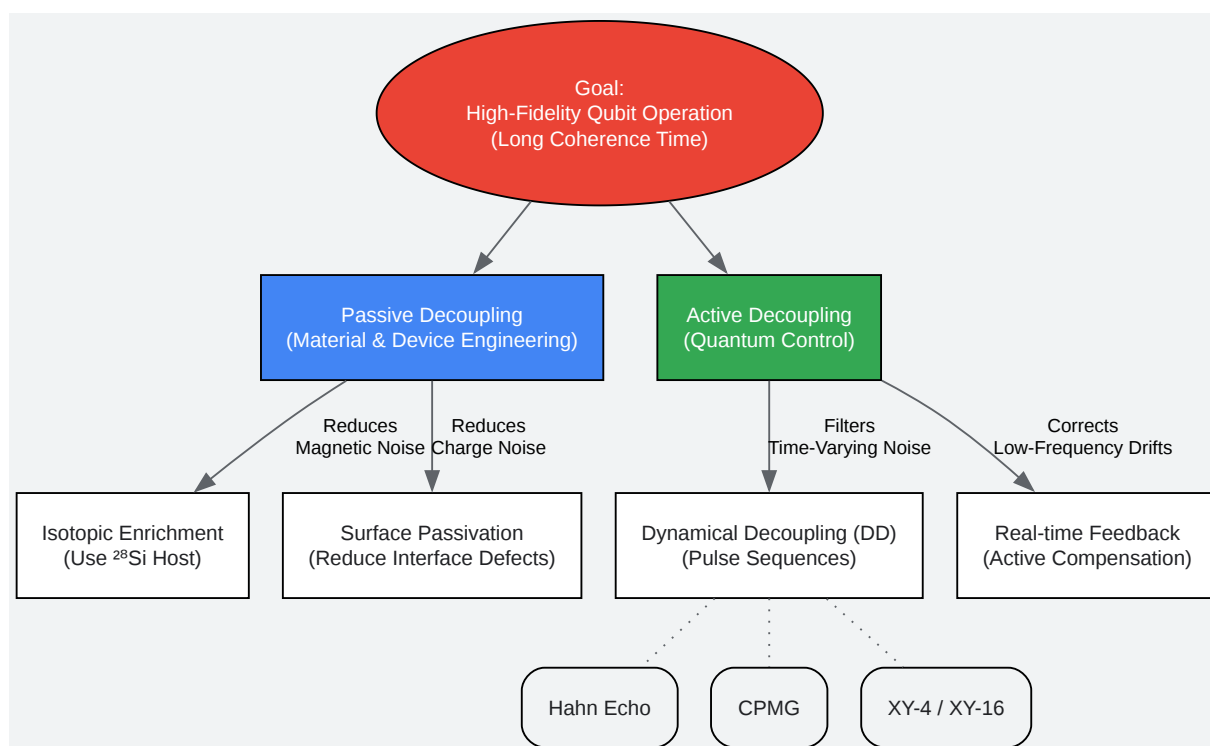 Goal:
High-Fidelity Qubit Operation
(Long Coherence Time)
Passive Decoupling
(Material & Device Engineering)
Active Decoupling
(Quantum Control)
Reduces
Magnetic Noise
Reduces
Charge Noise
Filters
Time-Varying Noise
Corrects
Low-Frequency Drifts
Isotopic Enrichment
(Use ²⁸Si Host)
Surface Passivation
(Reduce Interface Defects)
Dynamical Decoupling (DD)
(Pulse Sequences)
Real-time Feedback
(Active Compensation)
Hahn Echo
CPMG
XY-4 / XY-16